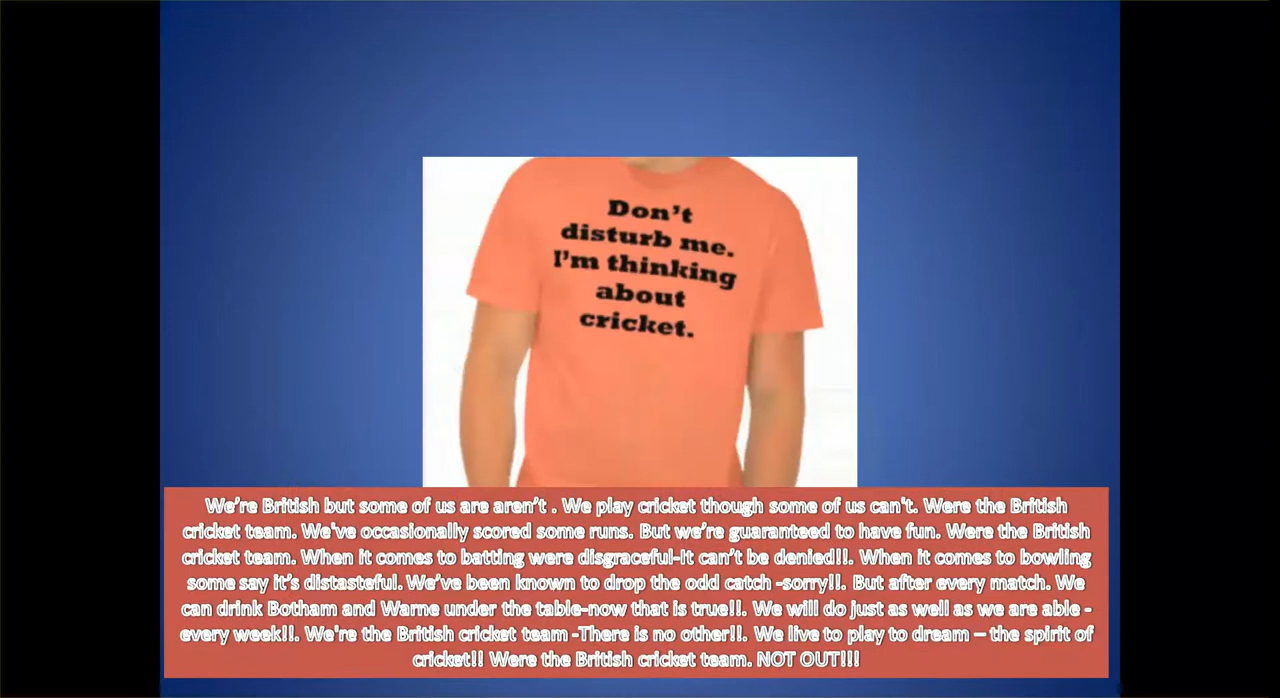 Don't
disturb me.
I'm thinking
about
cricket.
We're British but some of us are aren't . We play cricket though some of us can't. Were the British
cricket team. We've occasionally scored some runs. But we're guaranteed to have fun. Were the British
cricket team. When it comes to batting were disgraceful-it can't be denied!!. When it comes to bowling
some say it's distasteful. We've been known to drop the odd catch -sorry!!. But after every match. We
can drink Botham and Warne under the table-now that is true!!. We will do just as well as we are able -
every week!!. We're the British cricket team -There is no other!!. We live to play to dream – the spirit of
cricket!! Were the British cricket team. NOT OUT!!!